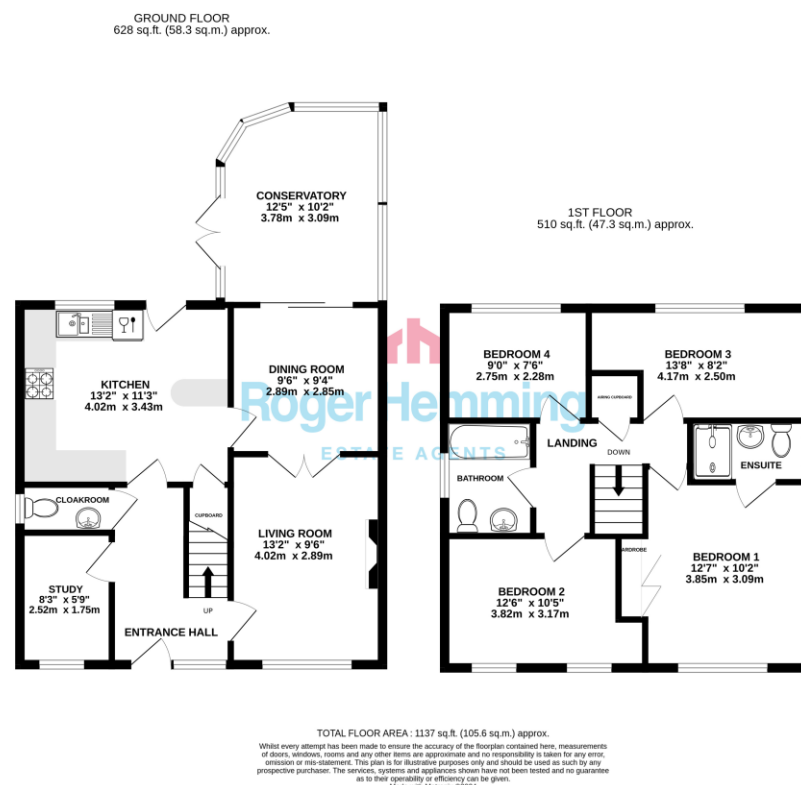 GROUND FLOOR
628 sq.ft. (58.3 sq.m.) approx.
CONSERVATORY
12'5" x 10'2"
3.78m x 3.09m
KITCHEN
13'2" x 11'3"
4.02m x 3.43m
DINING ROOM
9'6" x 9'4"
2.89m x 2.85m
CLOAKROOM
CUPBOARD
LIVING ROOM
13'2" x 9'6"
4.02m x 2.89m
STUDY
8'3" x 5'9"
2.52m x 1.75m
UP
ENTRANCE HALL
1ST FLOOR
510 sq.ft. (47.3 sq.m.) approx.
BEDROOM 4
9'0" x 7'6"
2.75m x 2.28m
BEDROOM 3
13'8" x 8'2"
4.17m x 2.50m
AIRING CUPBOARD
LANDING
DOWN
BATHROOM
ENSUITE
BEDROOM 1
12'7" x 10'2"
3.85m x 3.09m
BEDROOM 2
12'6" x 10'5"
3.82m x 3.17m
Roger Hemming
ESTATE AGENTS
TOTAL FLOOR AREA : 1137 sq.ft. (105.6 sq.m.) approx.
Whilst every attempt has been made to ensure the accuracy of the floorplan contained here, measurements
of doors, windows, rooms and any other items are approximate and no responsibility is taken for any error,
omission or mis-statement. This plan is for illustrative purposes only and should be used as such by any
prospective purchaser. The services, systems and appliances shown have not been tested and no guarantee
as to their operability or efficiency can be given.